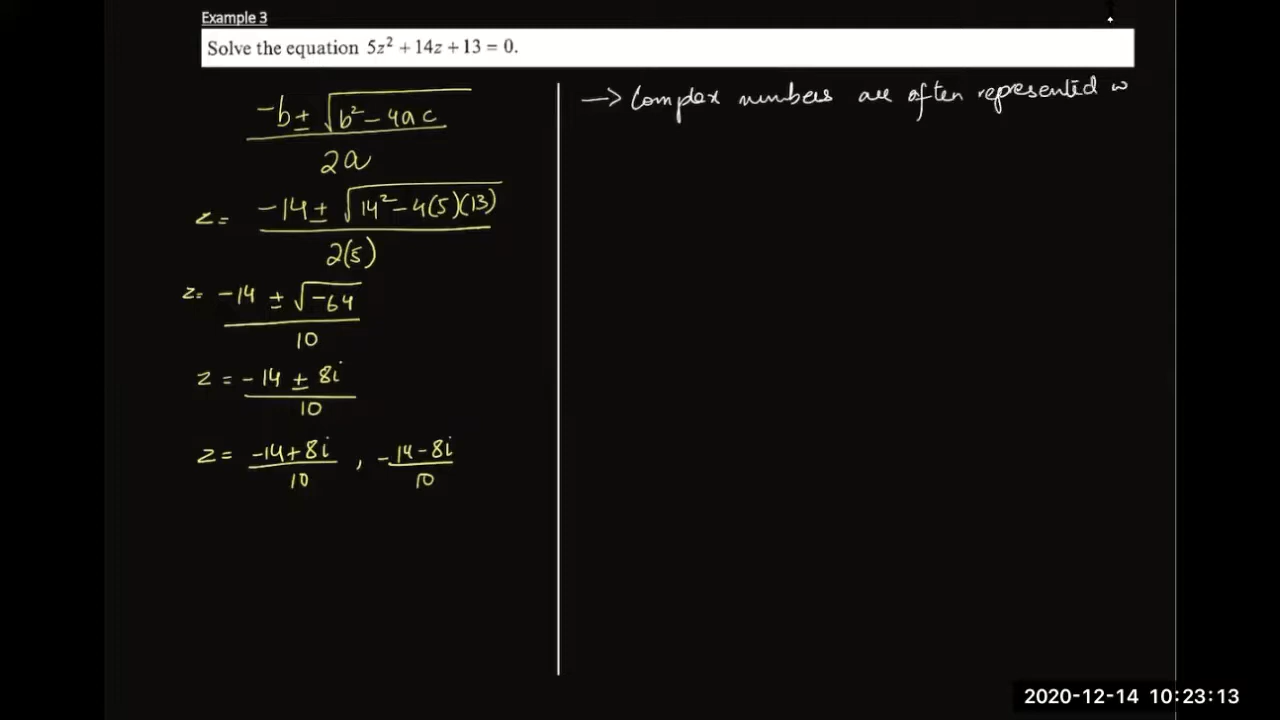 Example 3
Solve the equation 5z² + 14z + 13 = 0.
-b ± √(b² - 4ac)
2a
z = -14 ± √(14² - 4(5)(13))
2(5)
z = -14 ± √-64
10
z = -14 ± 8i
10
z = -14 + 8i , -14 - 8i
10 10
→ Complex numbers are often represented
2020-12-14 10:23:13